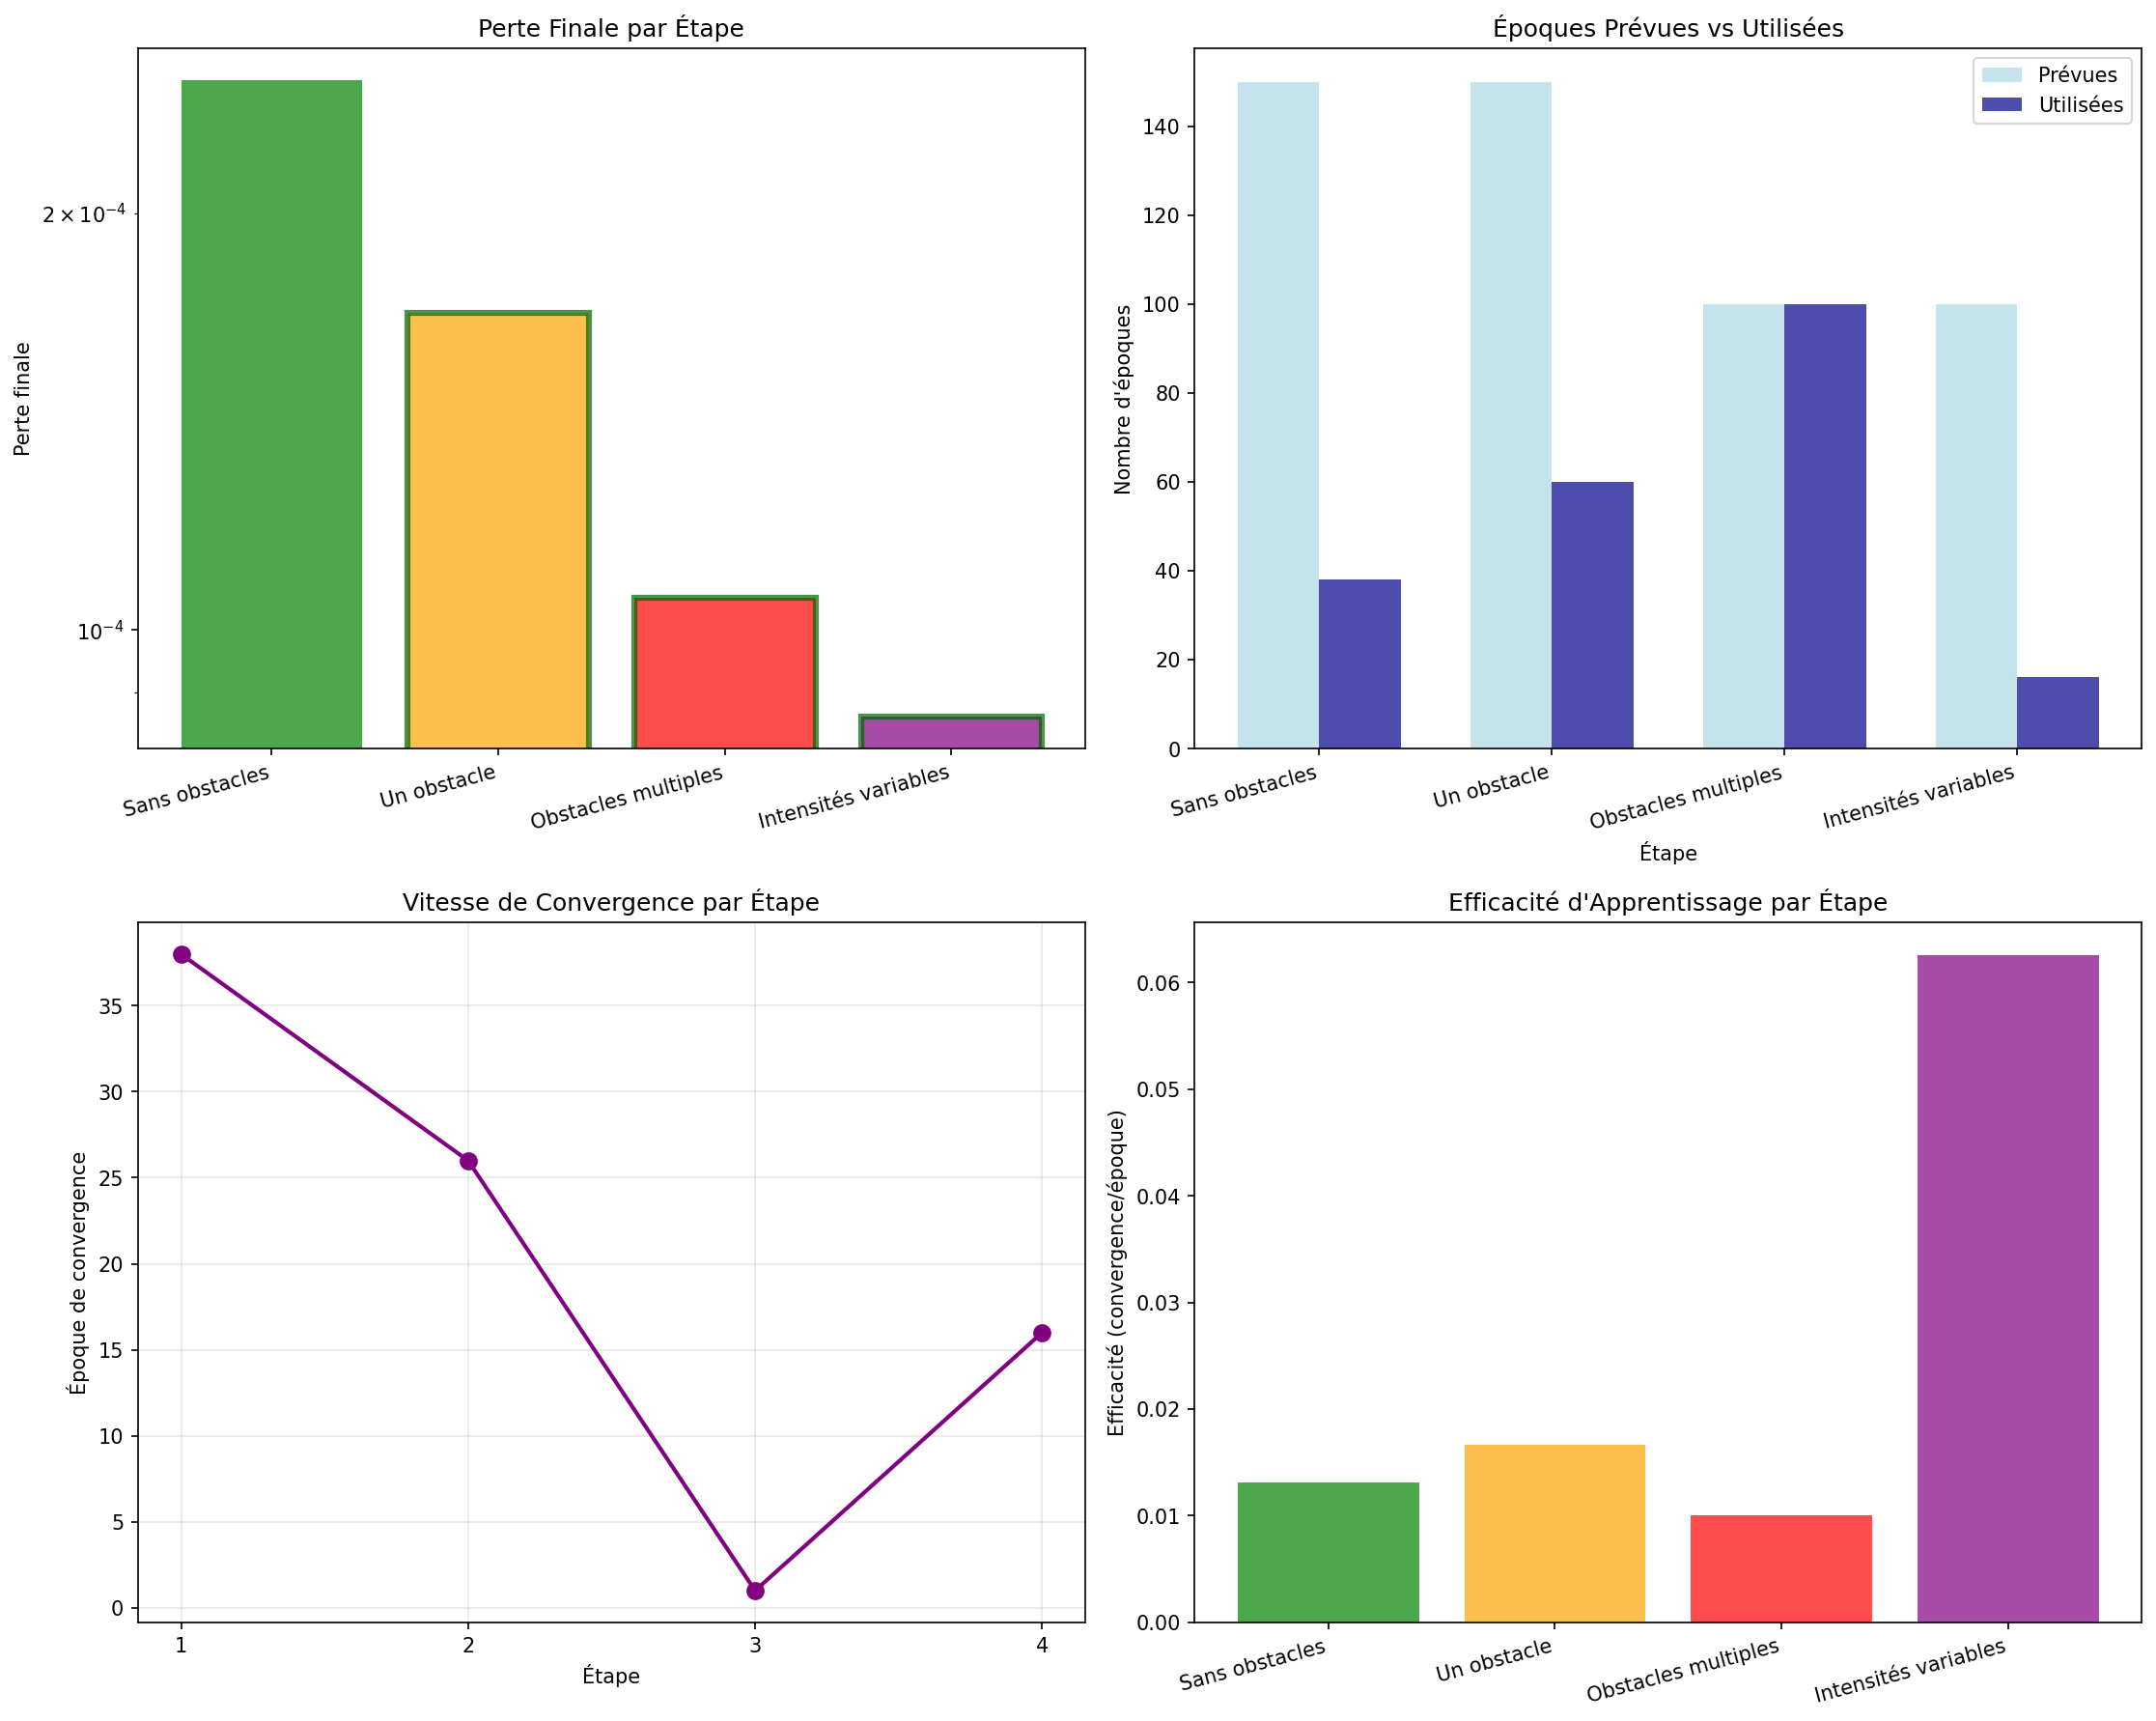 Perte Finale par Étape
Perte finale
2 × 10⁻⁴
10⁻⁴
Sans obstacles
Un obstacle
Obstacles multiples
Intensités variables
Époques Prévues vs Utilisées
Prévues
Utilisées
Nombre d'époques
140
120
100
80
60
40
20
0
Sans obstacles
Un obstacle
Obstacles multiples
Intensités variables
Étape
Vitesse de Convergence par Étape
Époque de convergence
35
30
25
20
15
10
5
0
1
2
3
4
Étape
Efficacité d'Apprentissage par Étape
Efficacité (convergence/époque)
0.06
0.05
0.04
0.03
0.02
0.01
0.00
Sans obstacles
Un obstacle
Obstacles multiples
Intensités variables